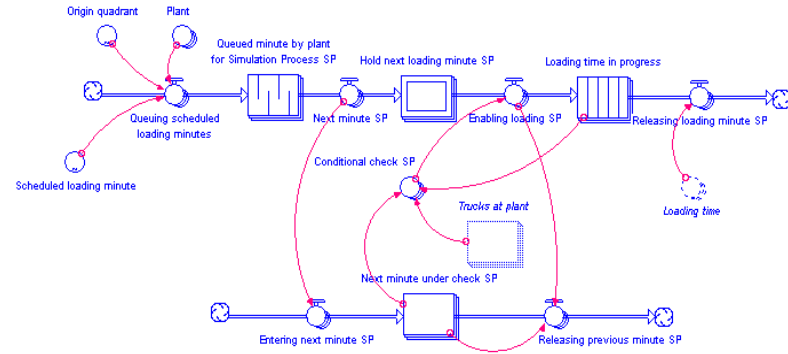 Origin quadrant
Plant
Queued minute by plant
for Simulation Process SP
Hold next loading minute SP
Loading time in progress
Queuing scheduled
loading minutes
Next minute SP
Enabling loading SP
Releasing loading minute SP
Scheduled loading minute
Conditional check SP
Trucks at plant
Loading time
Next minute under check SP
Entering next minute SP
Releasing previous minute SP